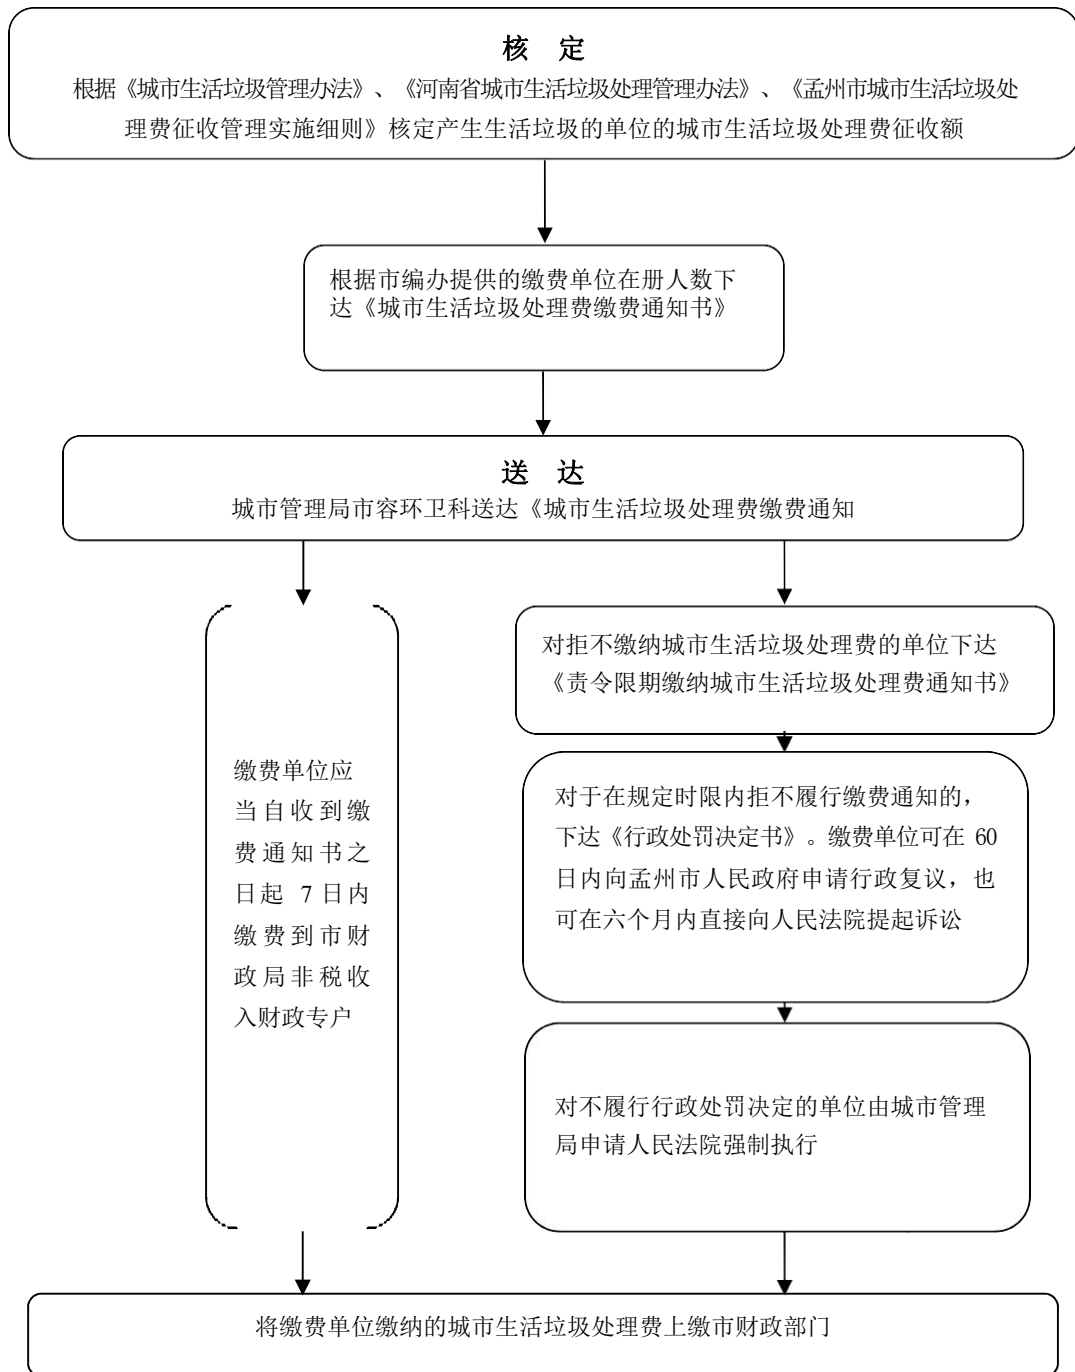 核 定
根据《城市生活垃圾管理办法》、《河南省城市生活垃圾处理管理办法》、《孟州市城市生活垃圾处
理费征收管理实施细则》核定产生生活垃圾的单位的城市生活垃圾处理费征收额
根据市编办提供的缴费单位在册人数下
达《城市生活垃圾处理费缴费通知书》
送 达
城市管理局市容环卫科送达《城市生活垃圾处理费缴费通知
缴费单位应
当自收到缴
费通知书之
日起 7 日内
缴费到市财
政局非税收
入财政专户
对拒不缴纳城市生活垃圾处理费的单位下达
《责令限期缴纳城市生活垃圾处理费通知书》
对于在规定时限内拒不履行缴费通知的，
下达《行政处罚决定书》。缴费单位可在 60
日内向孟州市人民政府申请行政复议，也
可在六个月内直接向人民法院提起诉讼
对不履行行政处罚决定的单位由城市管理
局申请人民法院强制执行
将缴费单位缴纳的城市生活垃圾处理费上缴市财政部门